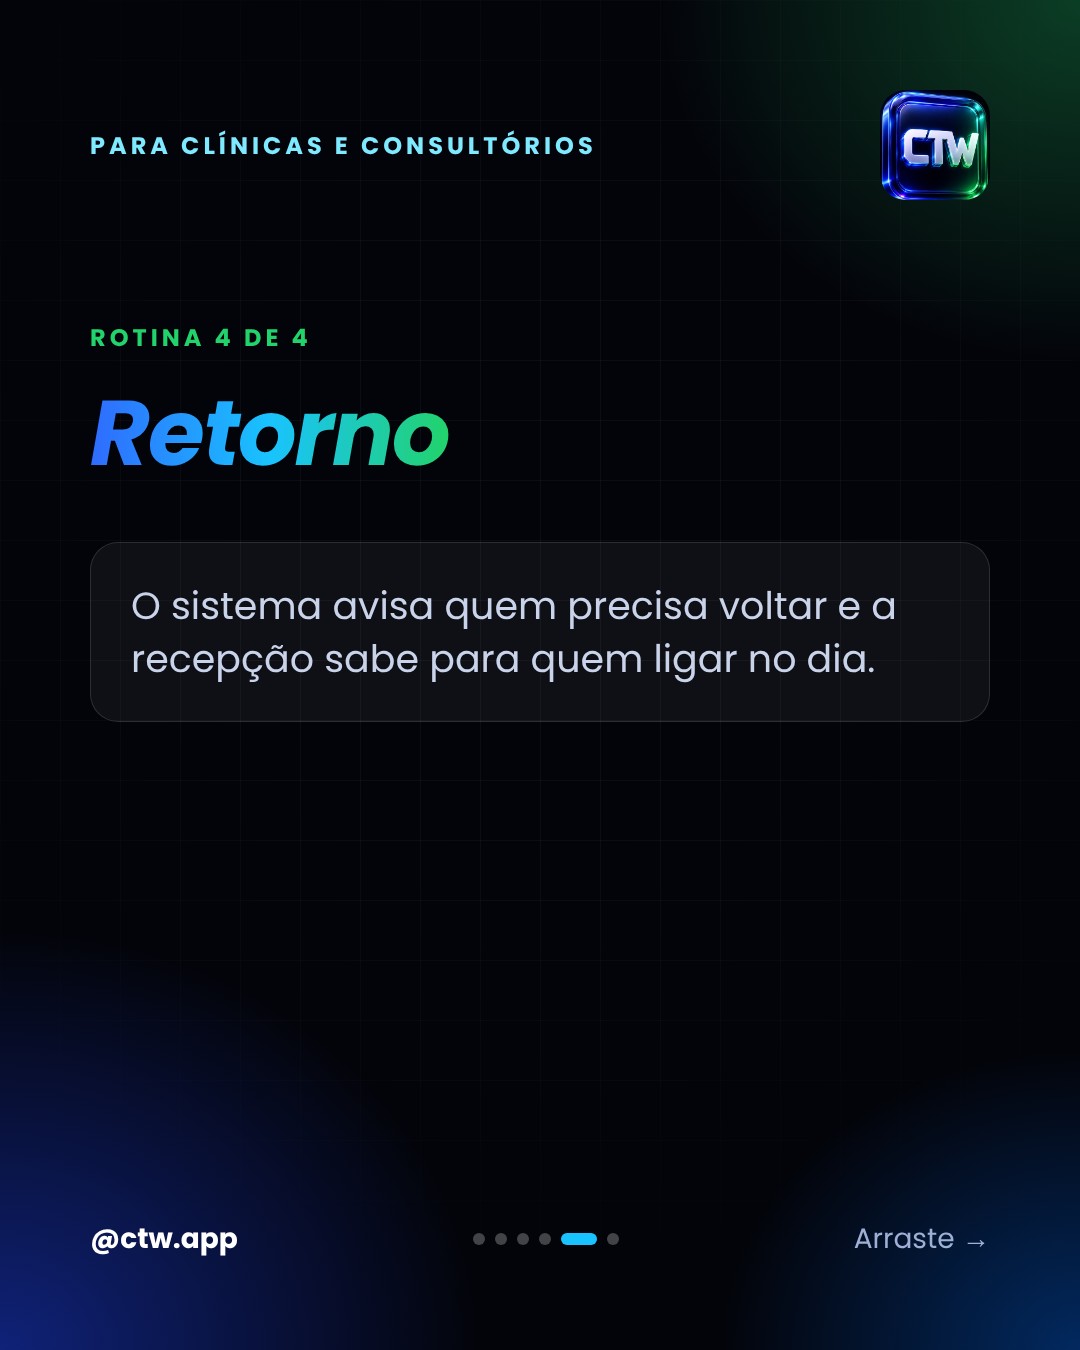 PARA CLÍNICAS E CONSULTÓRIOS
CTW
ROTINA 4 DE 4
Retorno
O sistema avisa quem precisa voltar e a
recepção sabe para quem ligar no dia.
@ctw.app
Arraste →